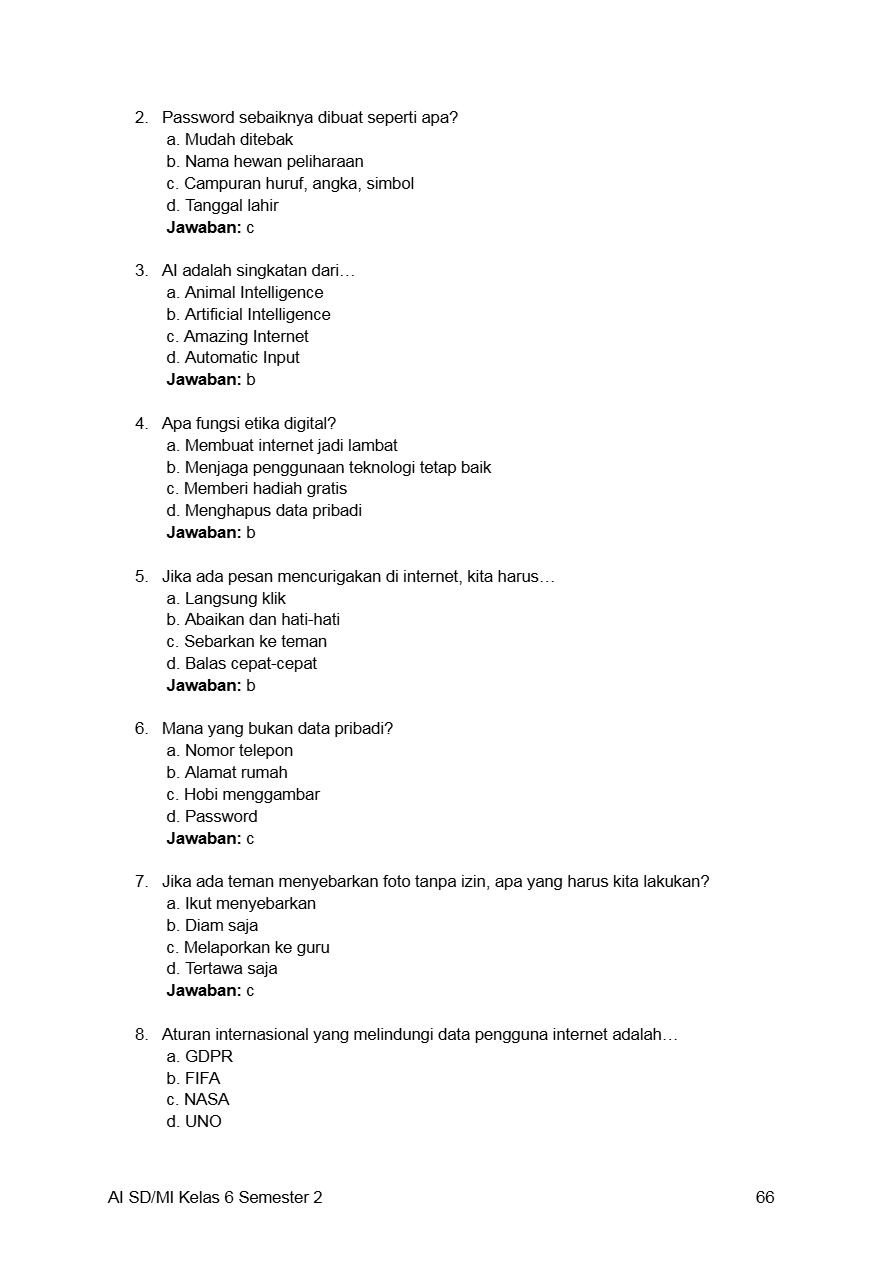 2. Password sebaiknya dibuat seperti apa?
a. Mudah ditebak
b. Nama hewan peliharaan
c. Campuran huruf, angka, simbol
d. Tanggal lahir
Jawaban: c
3. AI adalah singkatan dari…
a. Animal Intelligence
b. Artificial Intelligence
c. Amazing Internet
d. Automatic Input
Jawaban: b
4. Apa fungsi etika digital?
a. Membuat internet jadi lambat
b. Menjaga penggunaan teknologi tetap baik
c. Memberi hadiah gratis
d. Menghapus data pribadi
Jawaban: b
5. Jika ada pesan mencurigakan di internet, kita harus…
a. Langsung klik
b. Abaikan dan hati-hati
c. Sebarkan ke teman
d. Balas cepat-cepat
Jawaban: b
6. Mana yang bukan data pribadi?
a. Nomor telepon
b. Alamat rumah
c. Hobi menggambar
d. Password
Jawaban: c
7. Jika ada teman menyebarkan foto tanpa izin, apa yang harus kita lakukan?
a. Ikut menyebarkan
b. Diam saja
c. Melaporkan ke guru
d. Tertawa saja
Jawaban: c
8. Aturan internasional yang melindungi data pengguna internet adalah…
a. GDPR
b. FIFA
c. NASA
d. UNO
AI SD/MI Kelas 6 Semester 2 66